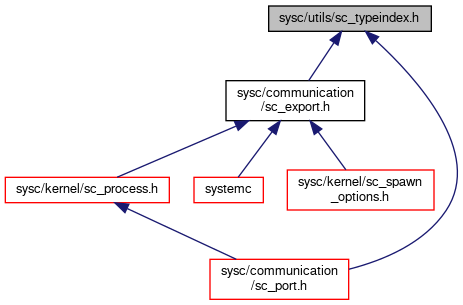 sysc/utils/sc_typeindex.h
sysc/communication
/sc_export.h
sysc/kernel/sc_process.h
systemc
sysc/kernel/sc_spawn
_options.h
sysc/communication
/sc_port.h